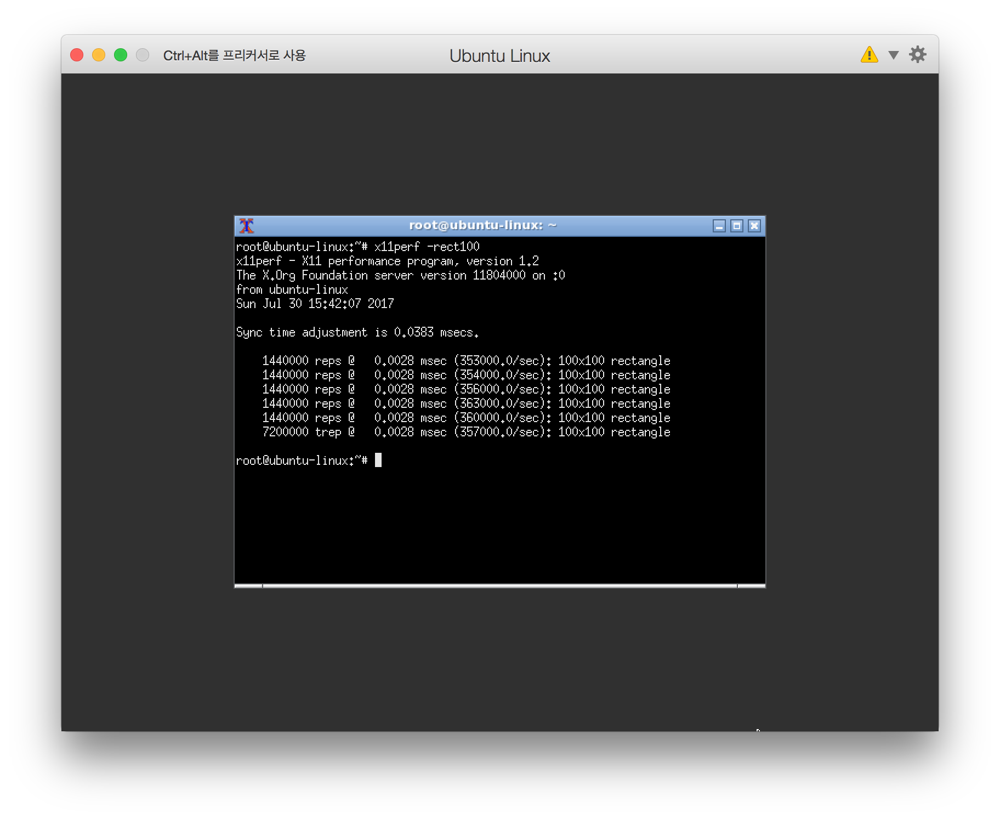 Ctrl+Alt를 프리커서로 사용
Ubuntu Linux
root@ubuntu-linux: ~
root@ubuntu-linux:~# x11perf -rect100
x11perf - X11 performance program, version 1.2
The X.Org Foundation server version 11804000 on :0
from ubuntu-linux
Sun Jul 30 15:42:07 2017
Sync time adjustment is 0.0383 msecs.
1440000 reps @   0.0028 msec (353000.0/sec): 100x100 rectangle
1440000 reps @   0.0028 msec (354000.0/sec): 100x100 rectangle
1440000 reps @   0.0028 msec (356000.0/sec): 100x100 rectangle
1440000 reps @   0.0028 msec (363000.0/sec): 100x100 rectangle
1440000 reps @   0.0028 msec (360000.0/sec): 100x100 rectangle
7200000 trep @   0.0028 msec (357000.0/sec): 100x100 rectangle
root@ubuntu-linux:~#